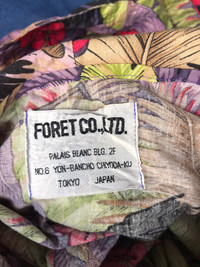 FORET CO.,LTD.
PALAIS BLANC BLG. 2F
NO.6 YON-BANCHO CHIYODA-KU
TOKYO JAPAN